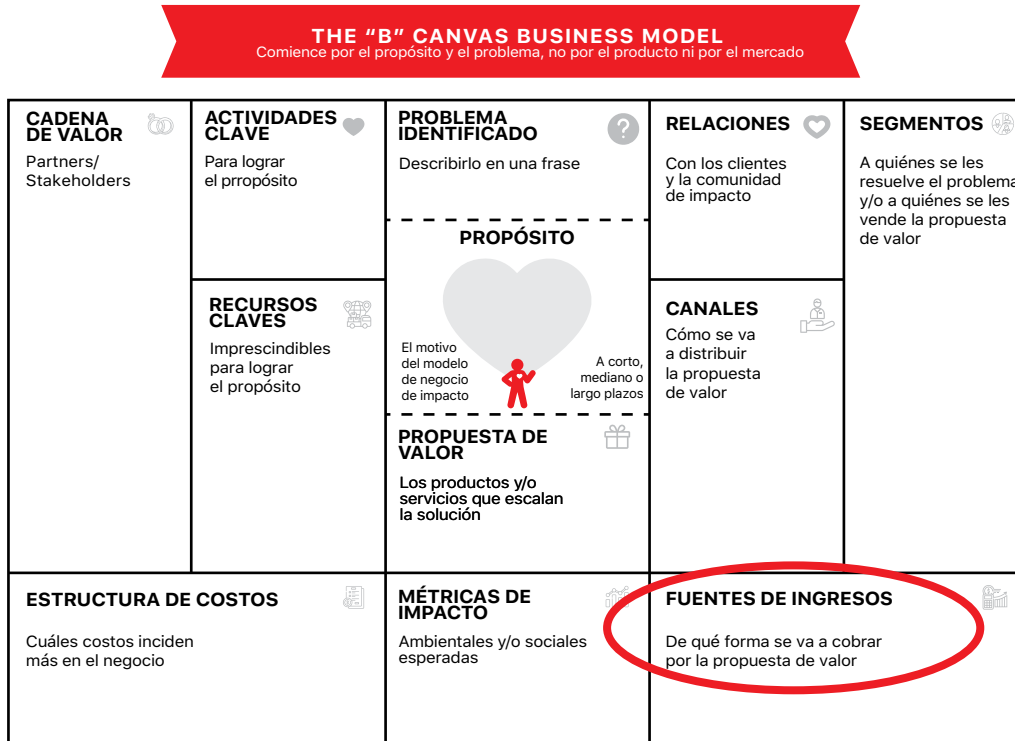 THE “B” CANVAS BUSINESS MODEL
Comience por el propósito y el problema, no por el producto ni por el mercado
CADENA
DE VALOR
Partners/
Stakeholders
ACTIVIDADES
CLAVE
Para lograr
el prropósito
RECURSOS
CLAVES
Imprescindibles
para lograr
el propósito
PROBLEMA
IDENTIFICADO
?
Describirlo en una frase
PROPÓSITO
El motivo
del modelo
de negocio
de impacto
A corto,
mediano o
largo plazos
PROPUESTA DE
VALOR
Los productos y/o
servicios que escalan
la solución
RELACIONES
Con los clientes
y la comunidad
de impacto
CANALES
Cómo se va
a distribuir
la propuesta
de valor
SEGMENTOS
A quiénes se les
resuelve el problema
y/o a quiénes se les
vende la propuesta
de valor
ESTRUCTURA DE COSTOS
Cuáles costos inciden
más en el negocio
MÉTRICAS DE
IMPACTO
Ambientales y/o sociales
esperadas
FUENTES DE INGRESOS
De qué forma se va a cobrar
por la propuesta de valor